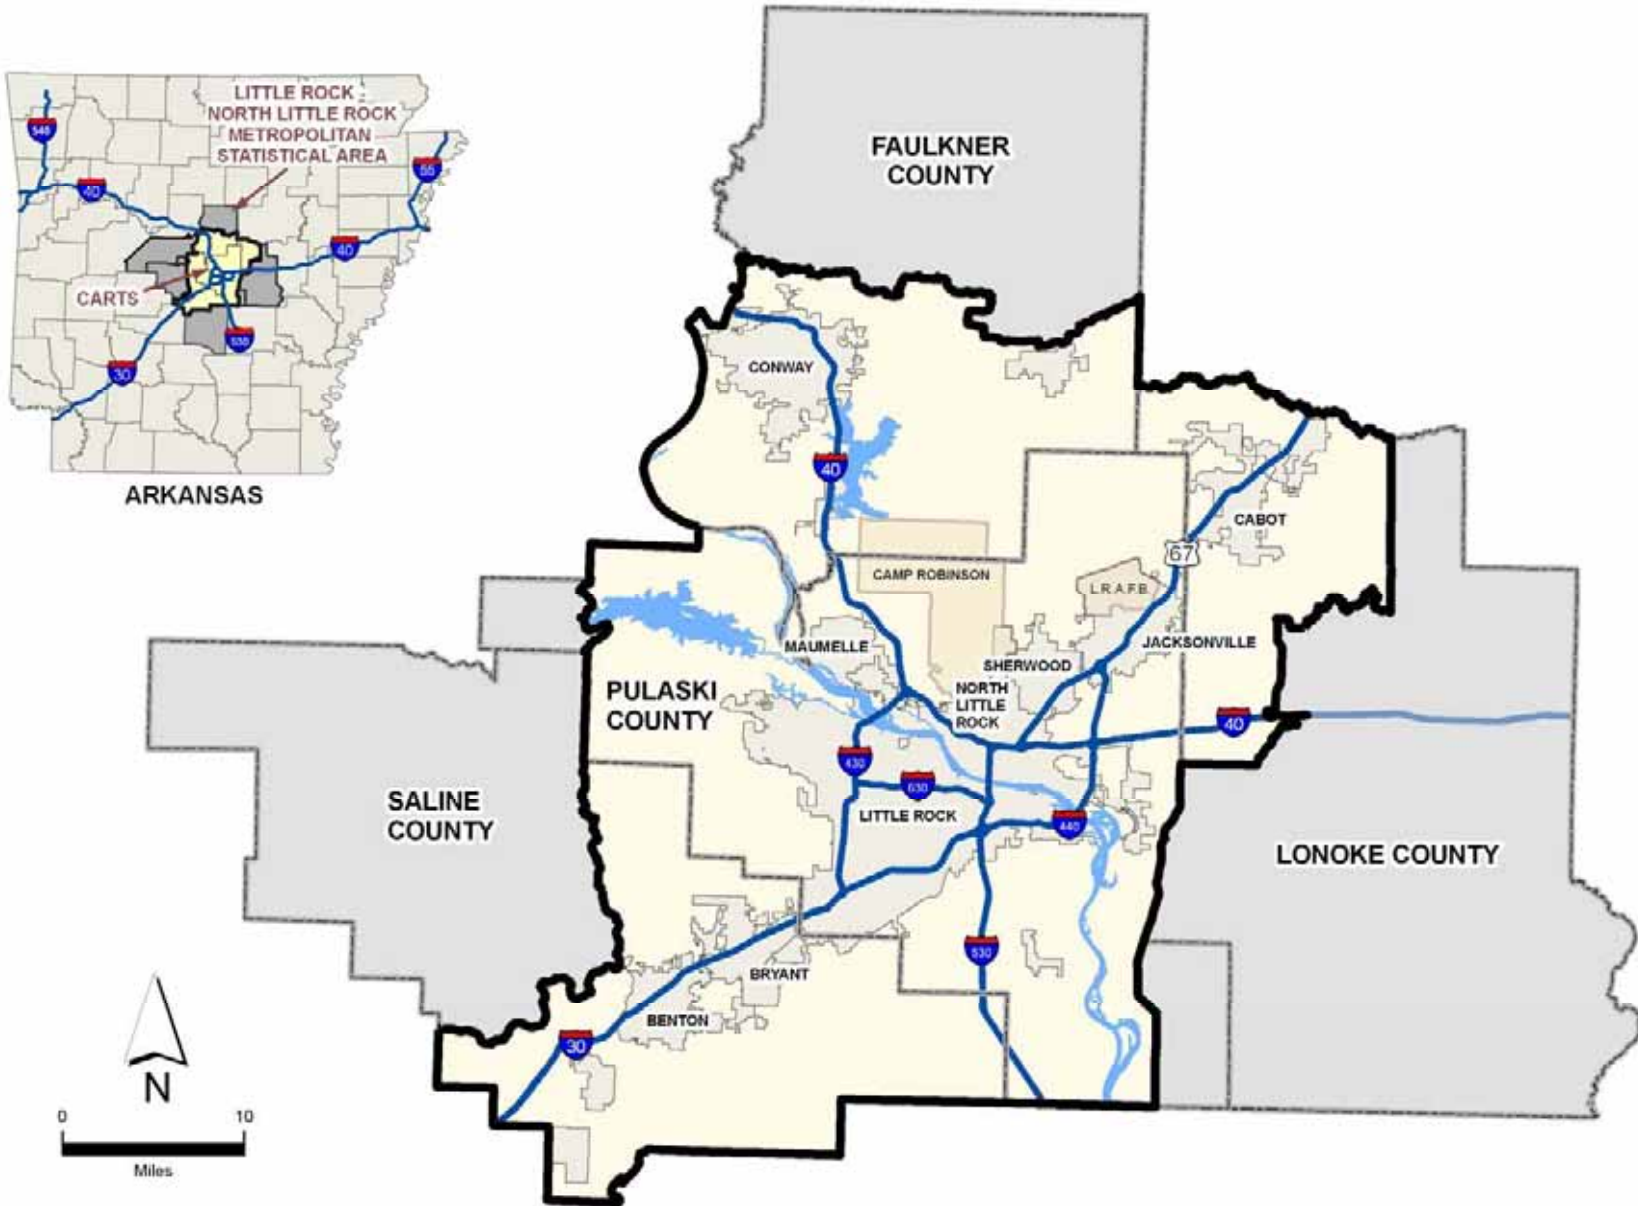 LITTLE ROCK -
NORTH LITTLE ROCK
METROPOLITAN
STATISTICAL AREA
540
55
40
40
CARTS
530
30
ARKANSAS
FAULKNER
COUNTY
CONWAY
40
CABOT
67
CAMP ROBINSON
L.R.A.F.B.
MAUMELLE
JACKSONVILLE
SHERWOOD
PULASKI
COUNTY
NORTH
LITTLE
ROCK
40
430
630
SALINE
COUNTY
LITTLE ROCK
440
LONOKE COUNTY
530
BRYANT
BENTON
30
N
0 10
Miles